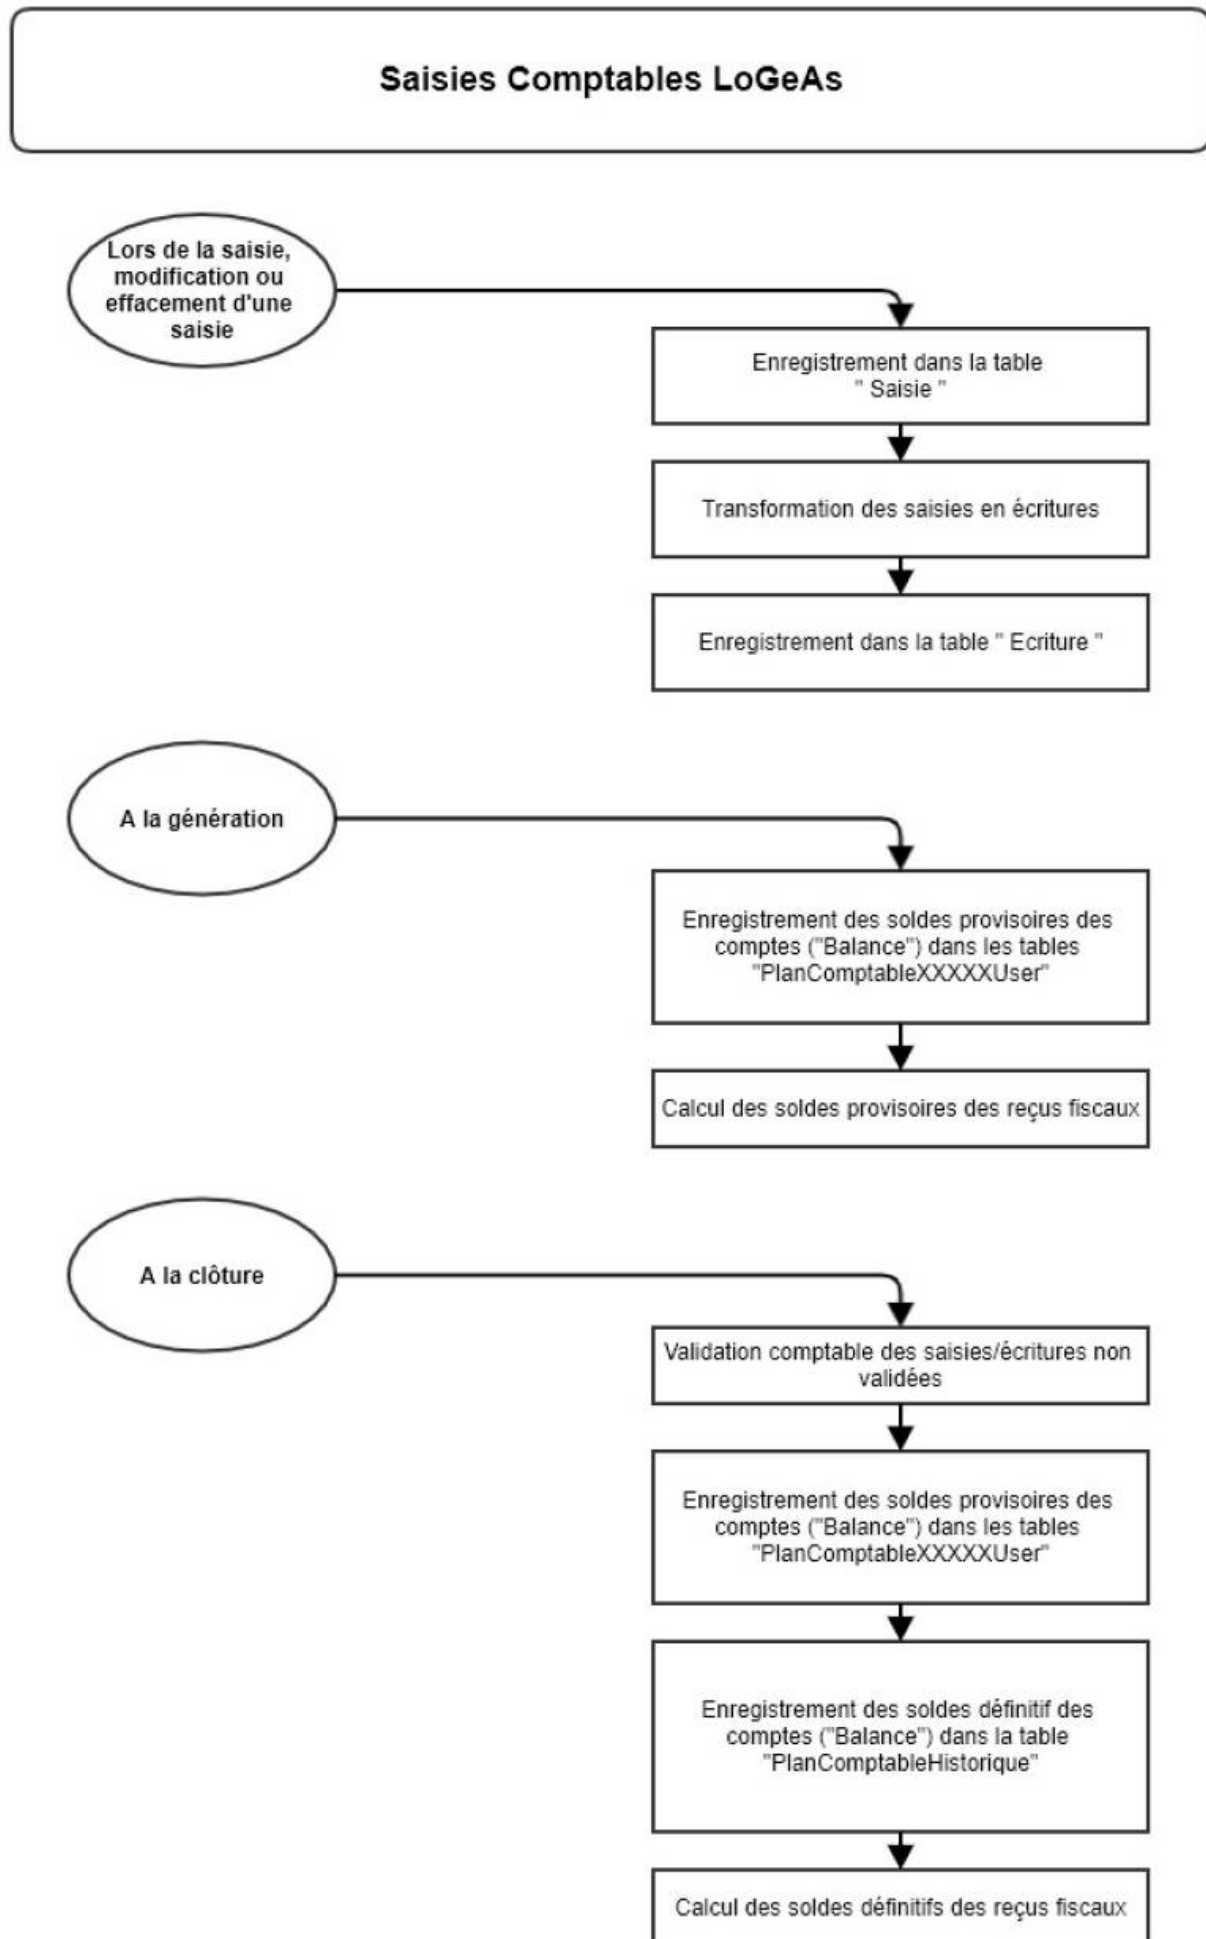 Saisies Comptables LoGeAs
Lors de la saisie,
modification ou
effacement d'une
saisie
Enregistrement dans la table
" Saisie "
Transformation des saisies en écritures
Enregistrement dans la table " Ecriture "
A la génération
Enregistrement des soldes provisoires des
comptes ("Balance") dans les tables
"PlanComptableXXXXXUser"
Calcul des soldes provisoires des reçus fiscaux
A la clôture
Validation comptable des saisies/écritures non
validées
Enregistrement des soldes provisoires des
comptes ("Balance") dans les tables
"PlanComptableXXXXXUser"
Enregistrement des soldes définitif des
comptes ("Balance") dans la table
"PlanComptableHistorique"
Calcul des soldes définitifs des reçus fiscaux